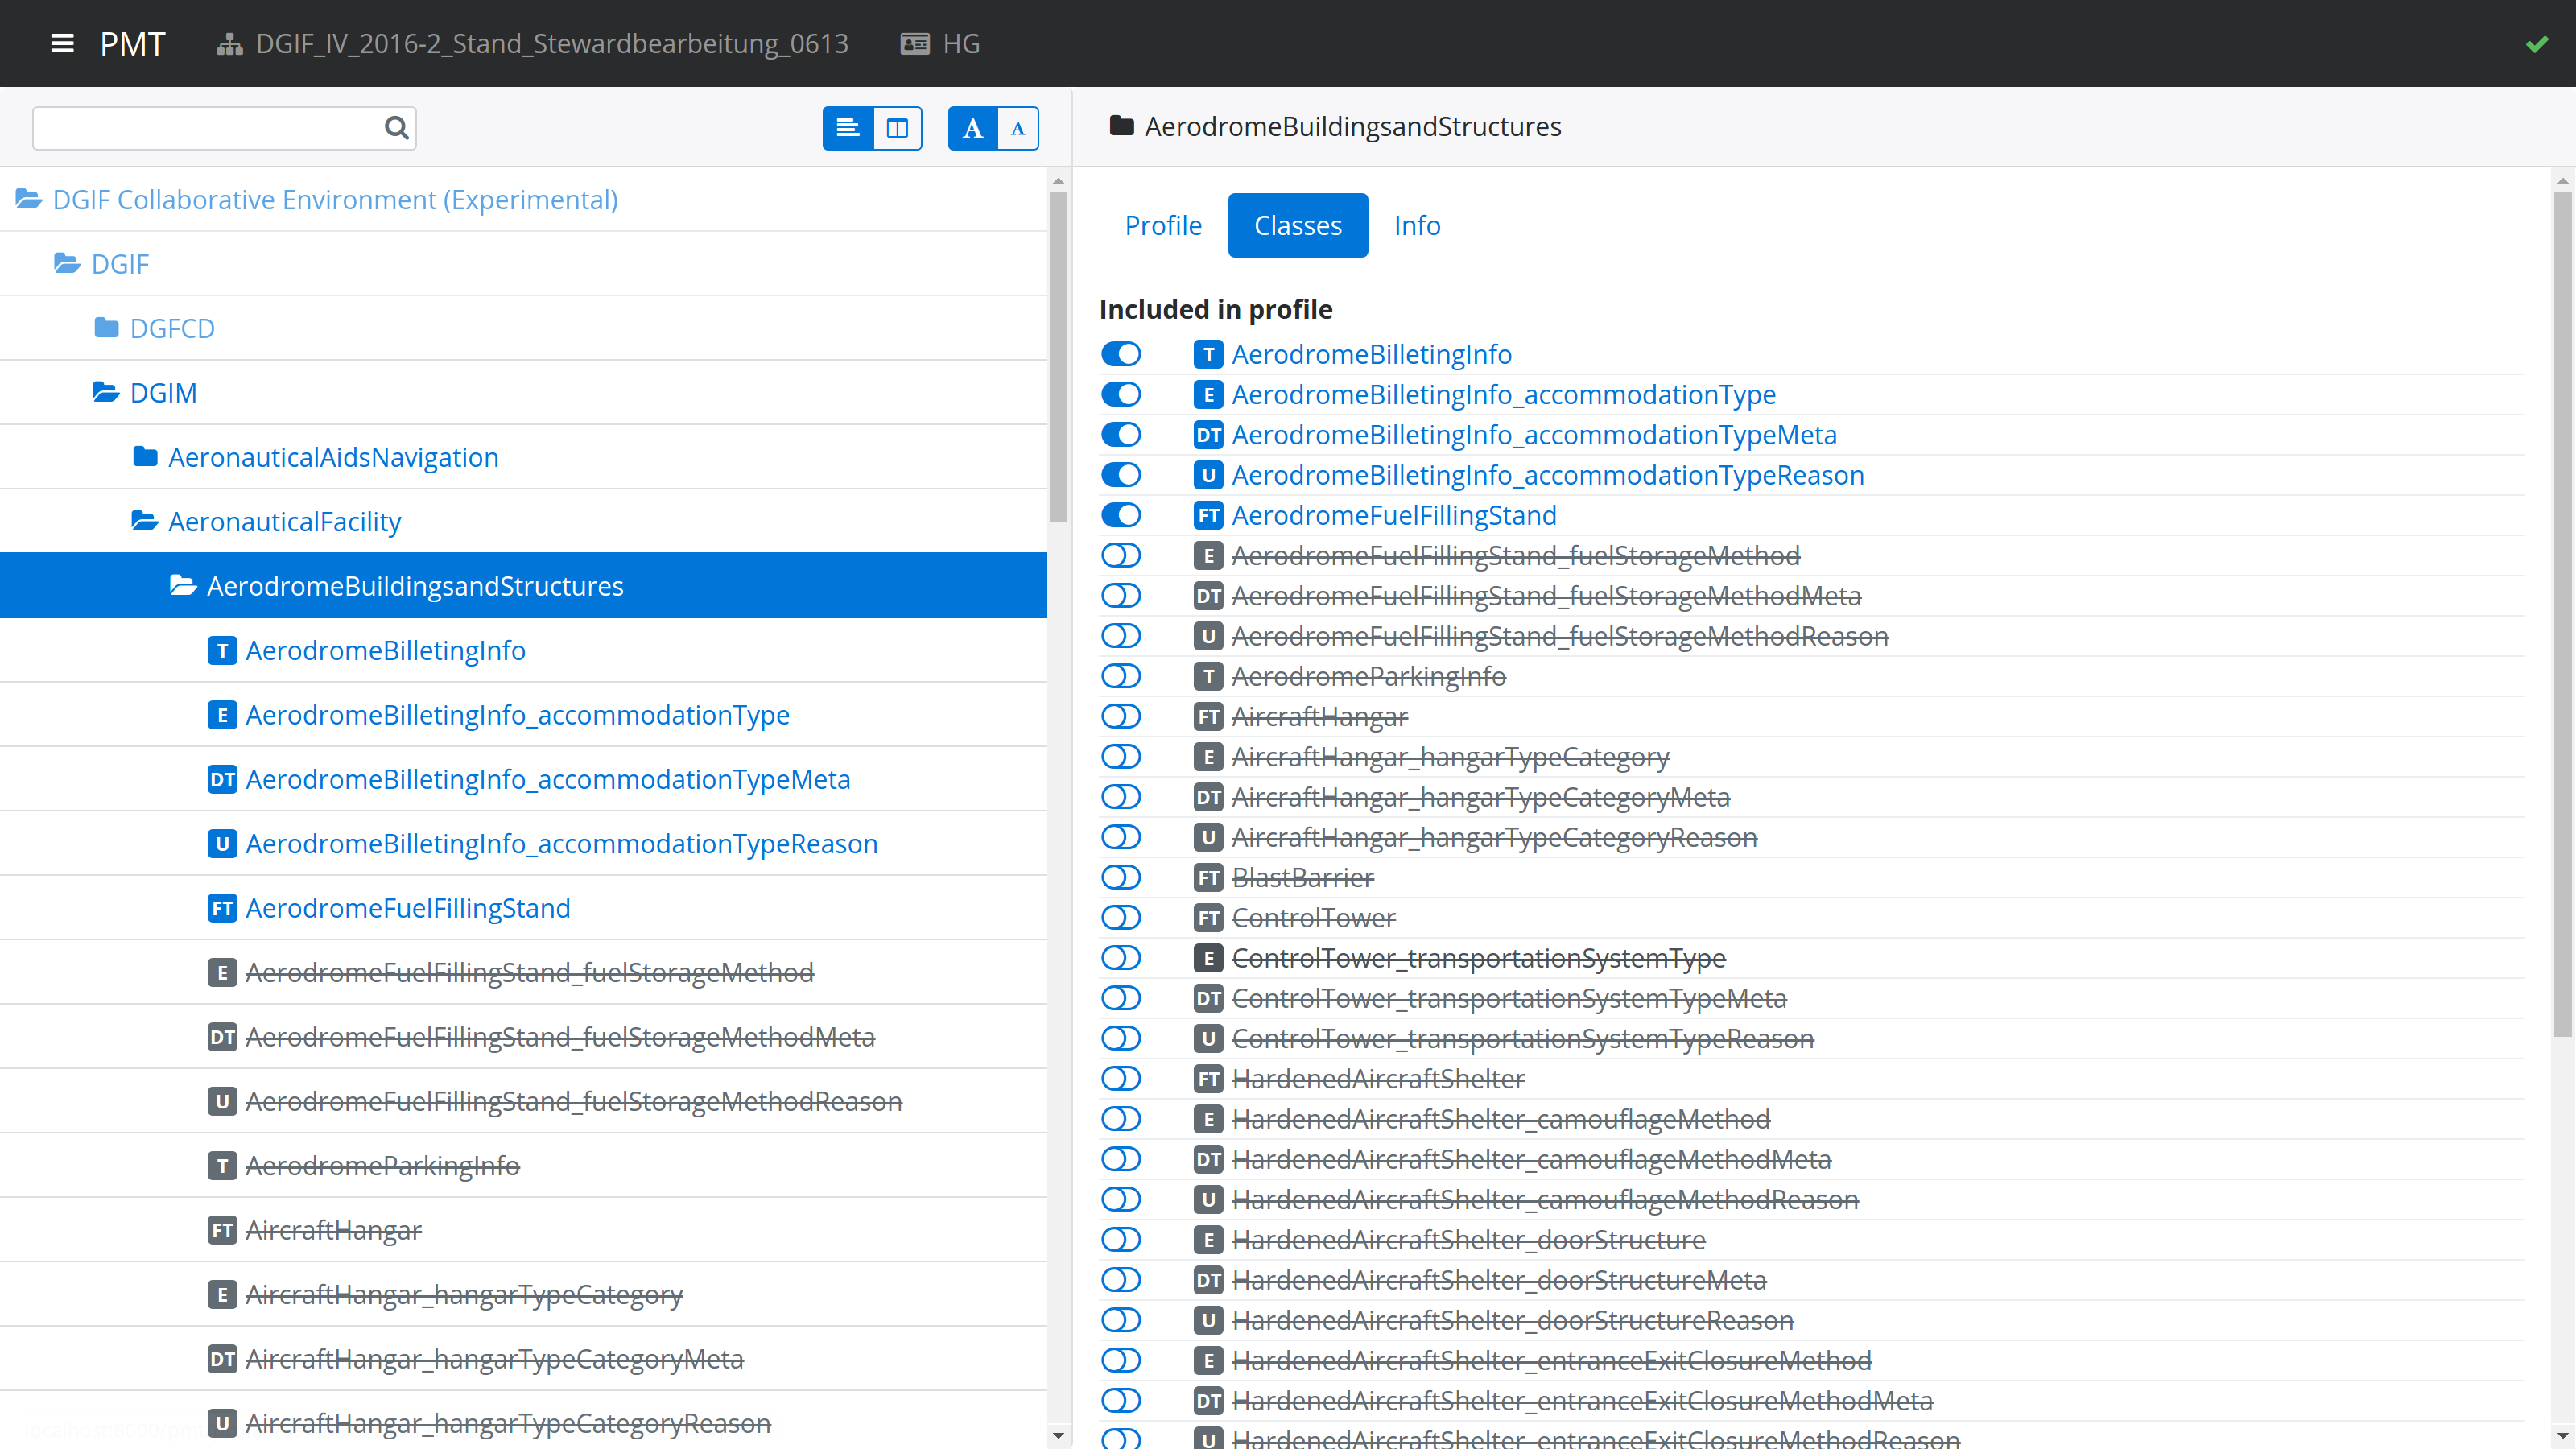 PMT DGIF_IV_2016-2_Stand_Stewardbearbeitung_0613 HG
A A
DGIF Collaborative Environment (Experimental)
DGIF
DGFCD
DGIM
AeronauticalAidsNavigation
AeronauticalFacility
AerodromeBuildingsandStructures
T AerodromeBilletingInfo
E AerodromeBilletingInfo_accommodationType
DT AerodromeBilletingInfo_accommodationTypeMeta
U AerodromeBilletingInfo_accommodationTypeReason
FT AerodromeFuelFillingStand
E AerodromeFuelFillingStand_fuelStorageMethod
DT AerodromeFuelFillingStand_fuelStorageMethodMeta
U AerodromeFuelFillingStand_fuelStorageMethodReason
T AerodromeParkingInfo
FT AircraftHangar
E AircraftHangar_hangarTypeCategory
DT AircraftHangar_hangarTypeCategoryMeta
U AircraftHangar_hangarTypeCategoryReason
AerodromeBuildingsandStructures
Profile Classes Info
Included in profile
T AerodromeBilletingInfo
E AerodromeBilletingInfo_accommodationType
DT AerodromeBilletingInfo_accommodationTypeMeta
U AerodromeBilletingInfo_accommodationTypeReason
FT AerodromeFuelFillingStand
E AerodromeFuelFillingStand_fuelStorageMethod
DT AerodromeFuelFillingStand_fuelStorageMethodMeta
U AerodromeFuelFillingStand_fuelStorageMethodReason
T AerodromeParkingInfo
FT AircraftHangar
E AircraftHangar_hangarTypeCategory
DT AircraftHangar_hangarTypeCategoryMeta
U AircraftHangar_hangarTypeCategoryReason
FT BlastBarrier
FT ControlTower
E ControlTower_transportationSystemType
DT ControlTower_transportationSystemTypeMeta
U ControlTower_transportationSystemTypeReason
FT HardenedAircraftShelter
E HardenedAircraftShelter_camouflageMethod
DT HardenedAircraftShelter_camouflageMethodMeta
U HardenedAircraftShelter_camouflageMethodReason
E HardenedAircraftShelter_doorStructure
DT HardenedAircraftShelter_doorStructureMeta
U HardenedAircraftShelter_doorStructureReason
E HardenedAircraftShelter_entranceExitClosureMethod
DT HardenedAircraftShelter_entranceExitClosureMethodMeta
U HardenedAircraftShelter_entranceExitClosureMethodReason